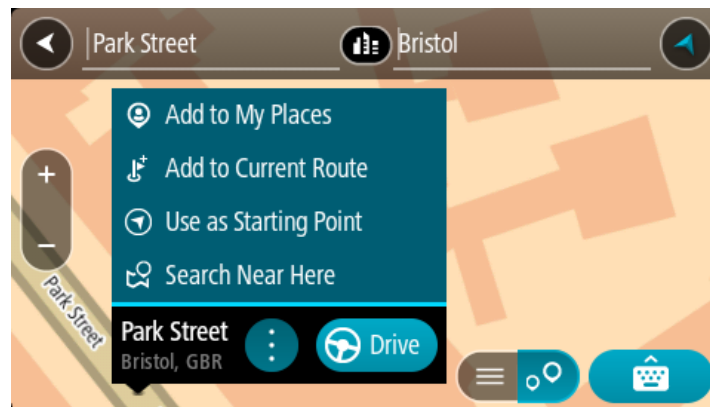 Park Street
Bristol
Add to My Places
Add to Current Route
Use as Starting Point
Search Near Here
+
−
Park Street
Park Street
Bristol, GBR
Drive